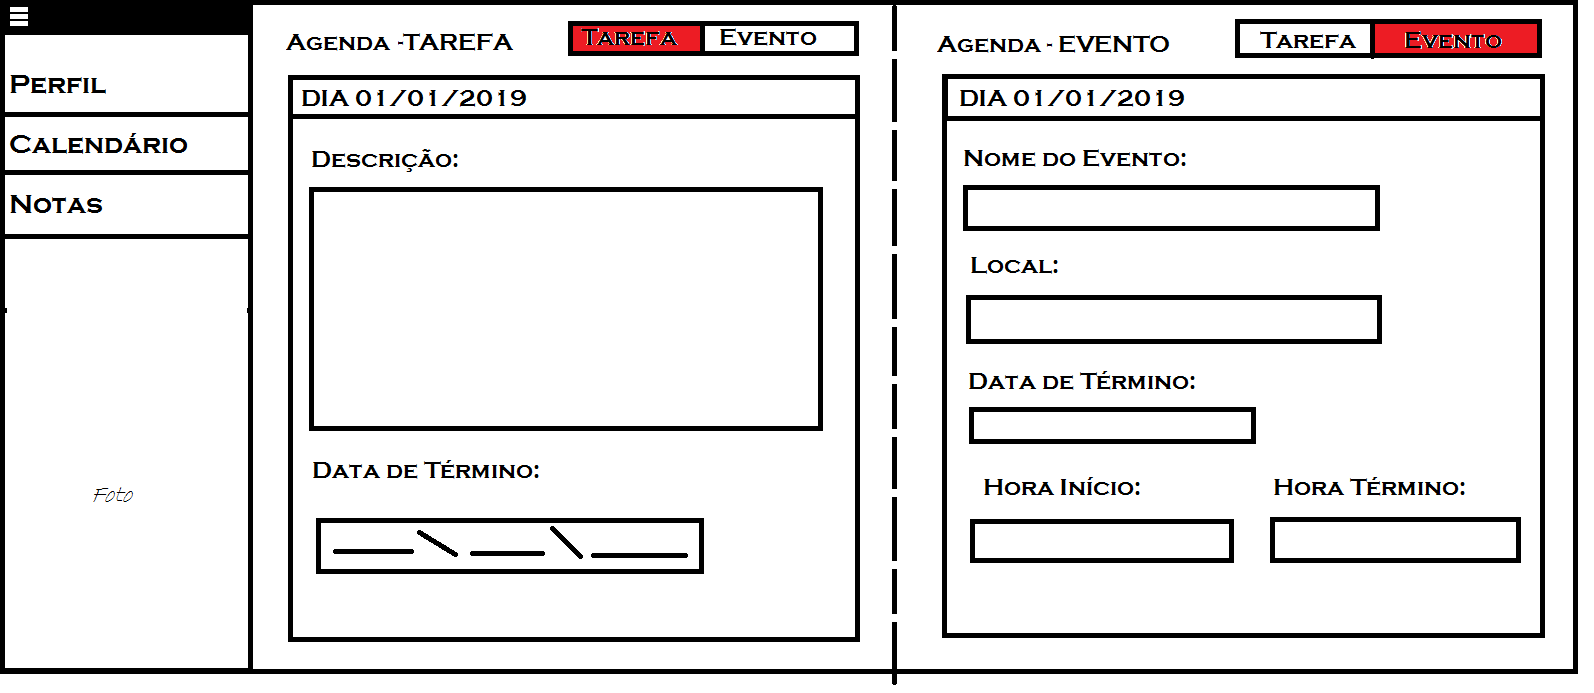 Perfil
Calendário
Notas
Foto
Agenda -TAREFA
Tarefa
Evento
DIA 01/01/2019
Descrição:
Data de Término:
Agenda - EVENTO
Tarefa
Evento
DIA 01/01/2019
Nome do Evento:
Local:
Data de Término:
Hora Início:
Hora Término: